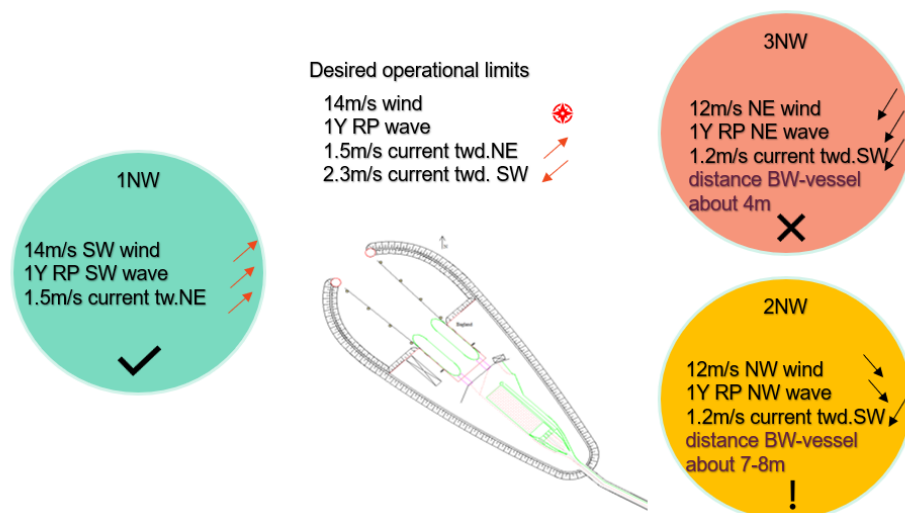 Desired operational limits
14m/s wind
1Y RP wave
1.5m/s current twd.NE
2.3m/s current twd. SW
1NW
14m/s SW wind
1Y RP SW wave
1.5m/s current tw.NE
3NW
12m/s NE wind
1Y RP NE wave
1.2m/s current twd.SW
distance BW-vessel
about 4m
2NW
12m/s NW wind
1Y RP NW wave
1.2m/s current twd.SW
distance BW-vessel
about 7-8m
!